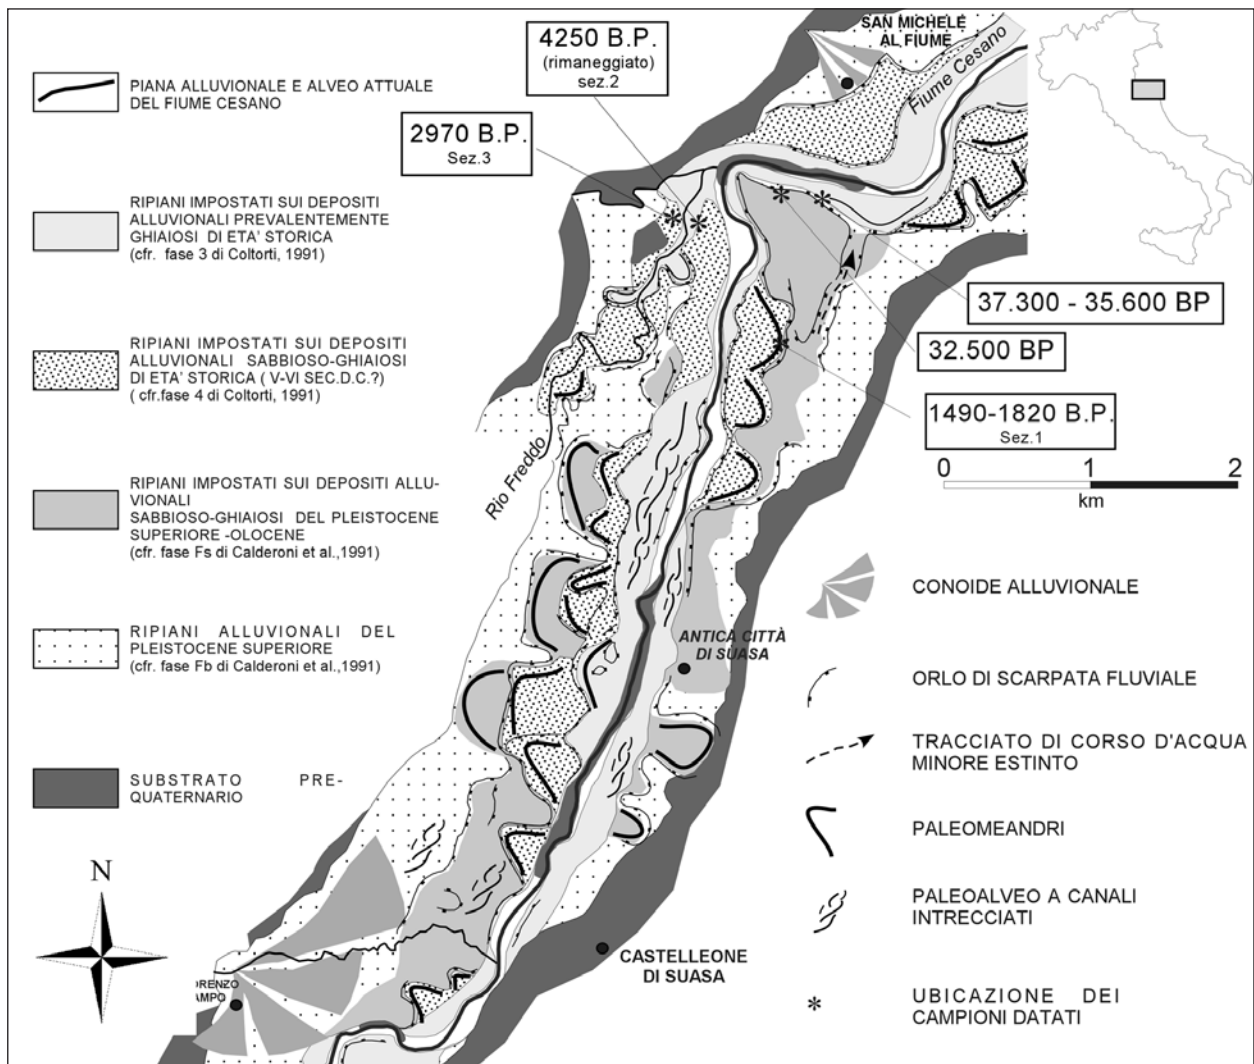 PIANA ALLUVIONALE E ALVEO ATTUALE
DEL FIUME CESANO
RIPIANI IMPOSTATI SUI DEPOSITI
ALLUVIONALI PREVALENTEMENTE
GHIAIOSI DI ETA' STORICA
(cfr. fase 3 di Coltorti, 1991)
RIPIANI IMPOSTATI SUI DEPOSITI
ALLUVIONALI SABBIOSO-GHIAIOSI
DI ETA' STORICA ( V-VI SEC.D.C.?)
( cfr.fase 4 di Coltorti, 1991)
RIPIANI IMPOSTATI SUI DEPOSITI ALLU-
VIONALI
SABBIOSO-GHIAIOSI DEL PLEISTOCENE
SUPERIORE -OLOCENE
(cfr. fase Fs di Calderoni et al.,1991)
RIPIANI ALLUVIONALI DEL
PLEISTOCENE SUPERIORE
(cfr. fase Fb di Calderoni et al.,1991)
SUBSTRATO PRE-
QUATERNARIO
N
4250 B.P.
(rimaneggiato)
sez.2
2970 B.P.
Sez.3
SAN MICHELE
AL FIUME
Fiume Cesano
37.300 - 35.600 BP
32.500 BP
1490-1820 B.P.
Sez.1
0 1 2
km
Rio Freddo
ANTICA CITTÀ
DI SUASA
CASTELLEONE
DI SUASA
ORENZO
AMPO
CONOIDE ALLUVIONALE
ORLO DI SCARPATA FLUVIALE
TRACCIATO DI CORSO D'ACQUA
MINORE ESTINTO
PALEOMEANDRI
PALEOALVEO A CANALI
INTRECCIATI
UBICAZIONE DEI
CAMPIONI DATATI